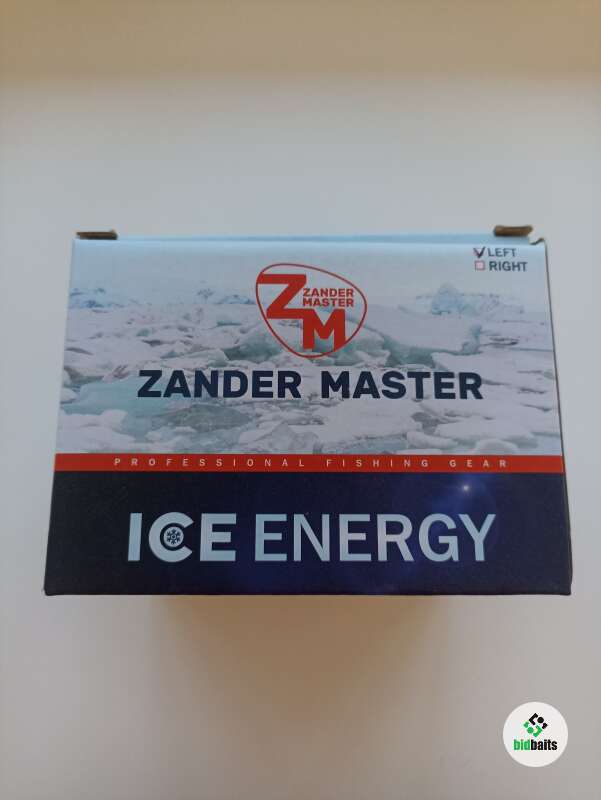 LEFT
RIGHT
ZANDER
MASTER
ZM
ZANDER MASTER
PROFESSIONAL FISHING GEAR
ICE ENERGY
bidbaits